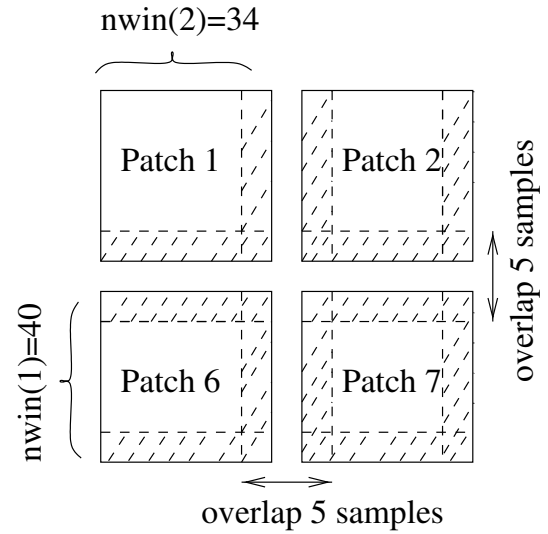 nwin(2)=34
Patch 1
Patch 2
overlap 5 samples
nwin(1)=40
Patch 6
Patch 7
overlap 5 samples